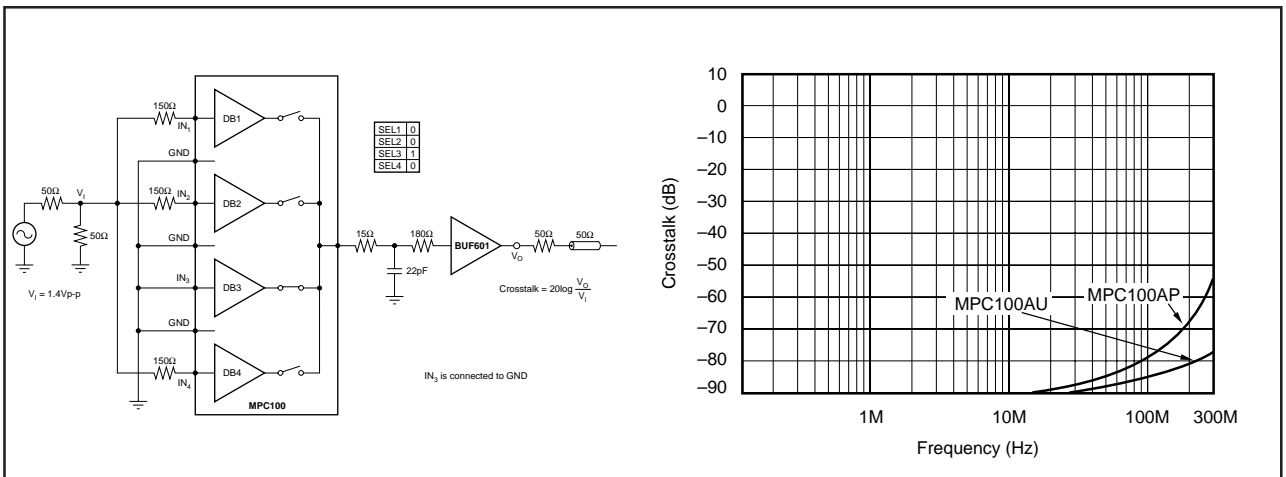 150Ω
IN1
DB1
GND
SEL1 0
SEL2 0
SEL3 1
SEL4 0
50Ω
VI
150Ω
IN2
DB2
50Ω
GND
15Ω
180Ω
BUF601
VO
50Ω
50Ω
22pF
IN3
DB3
VI = 1.4Vp-p
Crosstalk = 20log VO
VI
GND
150Ω
IN4
DB4
IN3 is connected to GND
MPC100
10
0
–10
–20
–30
–40
–50
–60
–70
–80
–90
Crosstalk (dB)
MPC100AP
MPC100AU
1M 10M 100M 300M
Frequency (Hz)